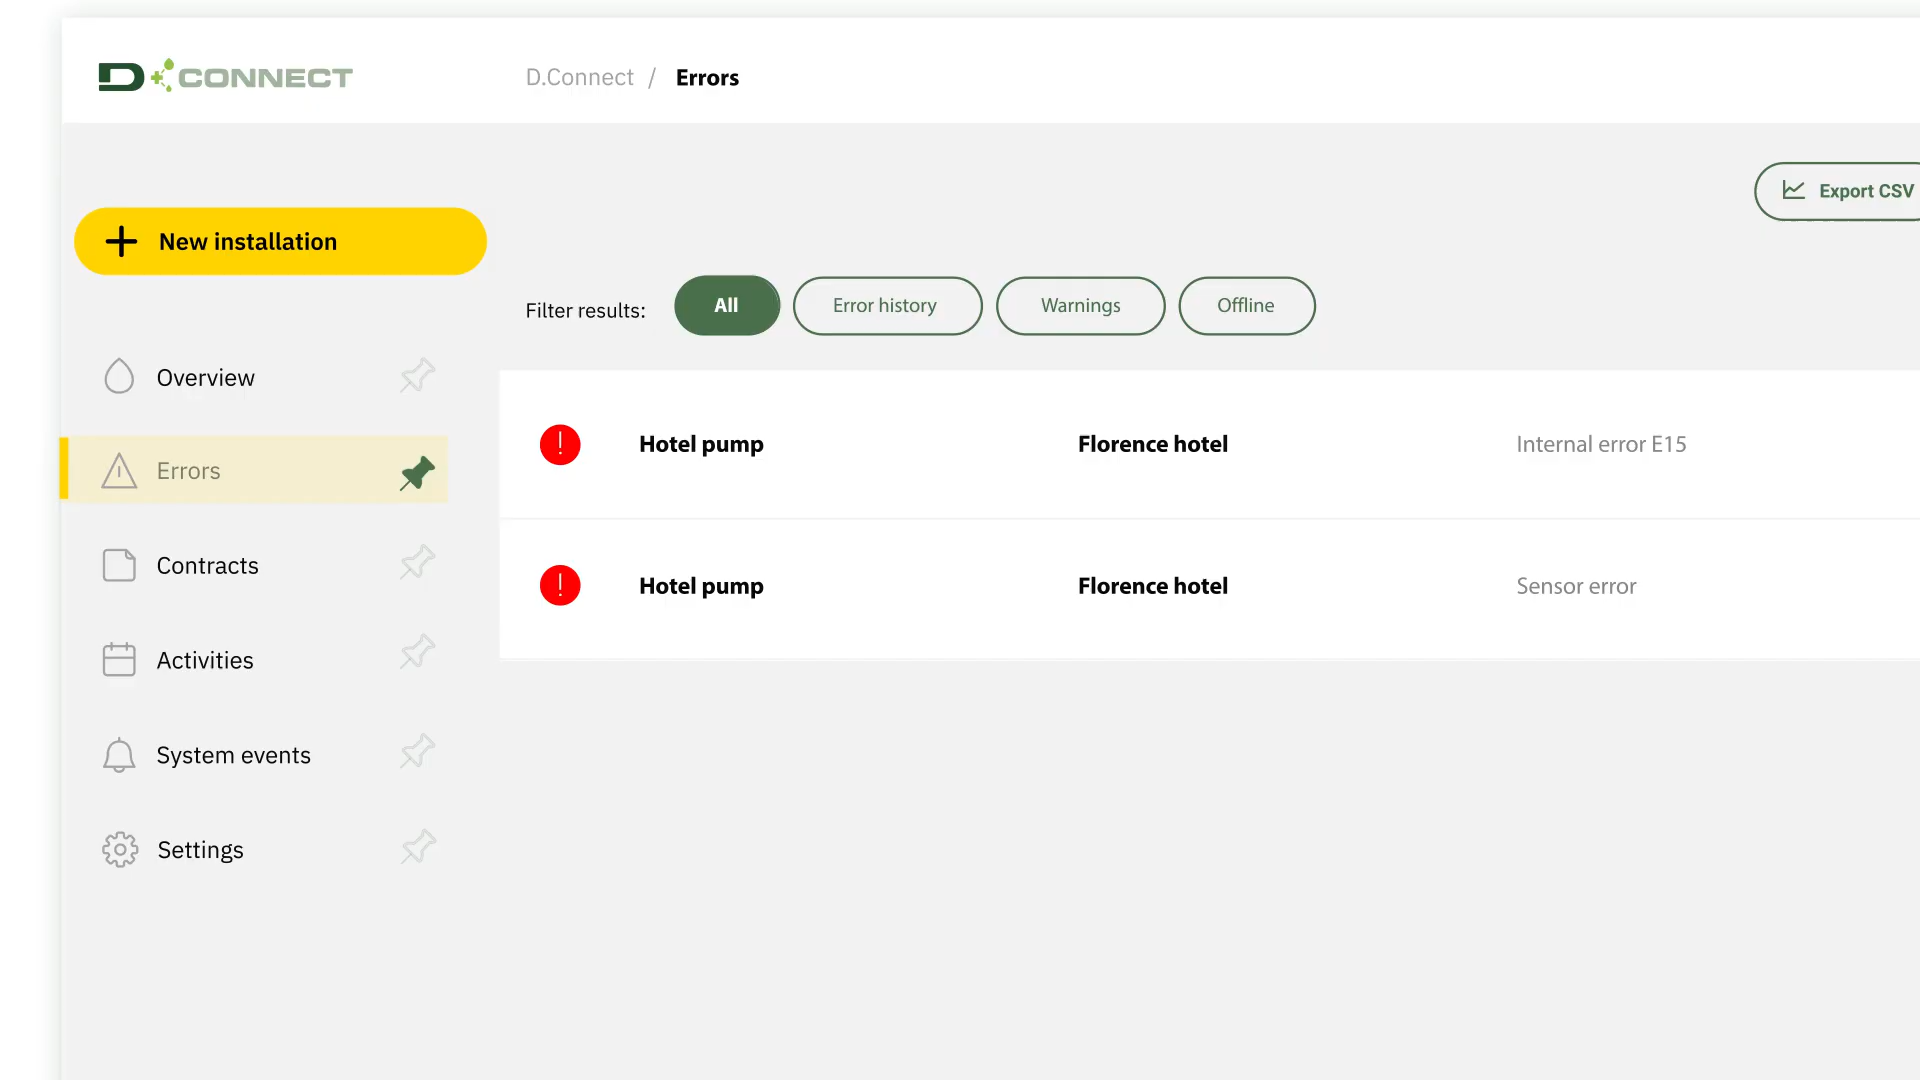 D CONNECT
D.Connect / Errors
Export CSV
New installation
Filter results: All Error history Warnings Offline
Overview
Errors
Contracts
Activities
System events
Settings
Hotel pump Florence hotel Internal error E15
Hotel pump Florence hotel Sensor error